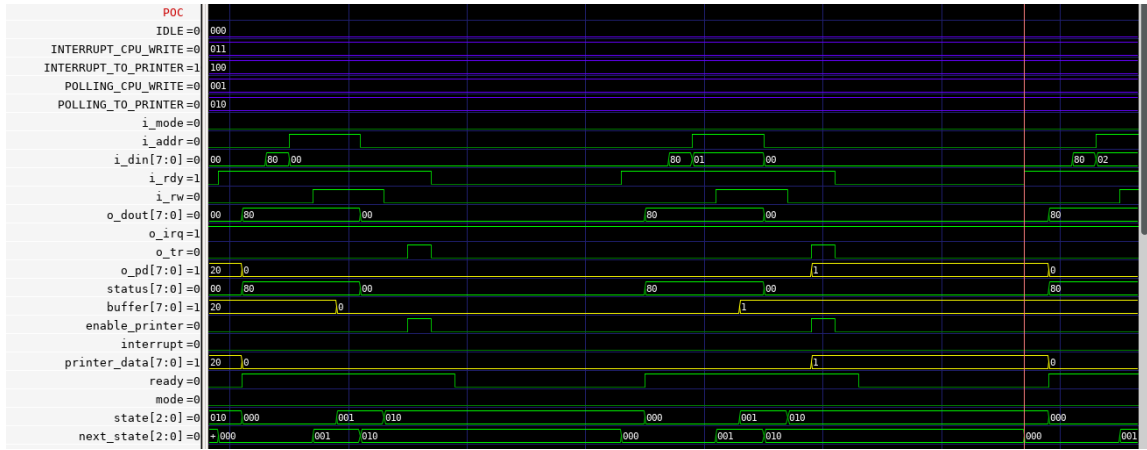 POC
IDLE =0 000
INTERRUPT_CPU_WRITE =0 011
INTERRUPT_TO_PRINTER =1 100
POLLING_CPU_WRITE =0 001
POLLING_TO_PRINTER =0 010
i_mode =0
i_addr =0
i_din[7:0] =0 00 80 00 80 01 00 80 02
i_rdy =1
i_rw =0
o_dout[7:0] =0 00 80 00 80 00 80
o_irq =1
o_tr =0
o_pd[7:0] =1 20 0 1 0
status[7:0] =0 00 80 00 80 00 80
buffer[7:0] =1 20 0 1
enable_printer =0
interrupt =0
printer_data[7:0] =1 20 0 1 0
ready =0
mode =0
state[2:0] =0 010 000 001 010 000 001 010 000
next_state[2:0] =0 + 000 001 010 000 001 010 000 001